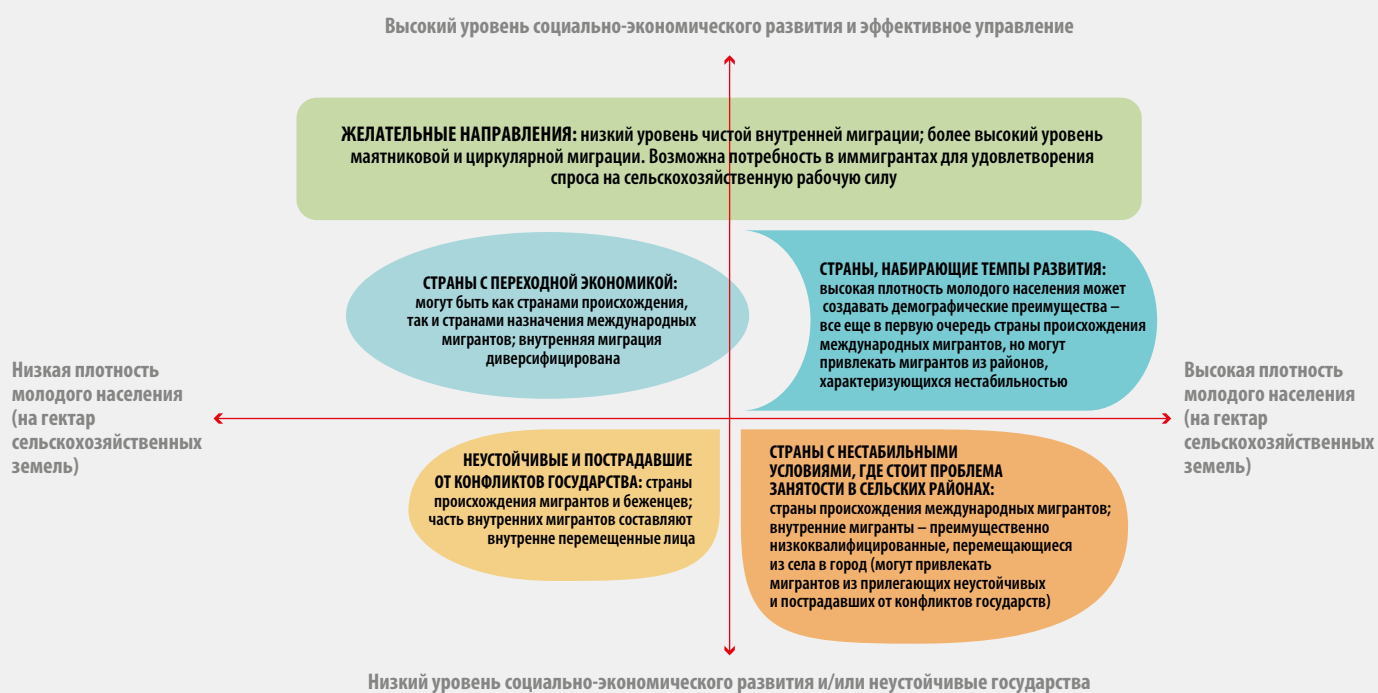 Высокий уровень социально-экономического развития и эффективное управление
ЖЕЛАТЕЛЬНЫЕ НАПРАВЛЕНИЯ: низкий уровень чистой внутренней миграции; более высокий уровень
маятниковой и циркулярной миграции. Возможна потребность в иммигрантах для удовлетворения
спроса на сельскохозяйственную рабочую силу
СТРАНЫ С ПЕРЕХОДНОЙ ЭКОНОМИКОЙ:
могут быть как странами происхождения,
так и странами назначения международных
мигрантов; внутренняя миграция
диверсифицирована
СТРАНЫ, НАБИРАЮЩИЕ ТЕМПЫ РАЗВИТИЯ:
высокая плотность молодого населения может
создавать демографические преимущества –
все еще в первую очередь страны происхождения
международных мигрантов, но могут
привлекать мигрантов из районов,
характеризующихся нестабильностью
Низкая плотность
молодого населения
(на гектар
сельскохозяйственных
земель)
Высокая плотность
молодого населения
(на гектар
сельскохозяйственных
земель)
НЕУСТОЙЧИВЫЕ И ПОСТРАДАВШИЕ
ОТ КОНФЛИКТОВ ГОСУДАРСТВА: страны
происхождения мигрантов и беженцев;
часть внутренних мигрантов составляют
внутренне перемещенные лица
СТРАНЫ С НЕСТАБИЛЬНЫМИ
УСЛОВИЯМИ, ГДЕ СТОИТ ПРОБЛЕМА
ЗАНЯТОСТИ В СЕЛЬСКИХ РАЙОНАХ:
страны происхождения международных мигрантов;
внутренние мигранты – преимущественно
низкоквалифицированные, перемещающиеся
из села в город (могут привлекать
мигрантов из прилегающих неустойчивых
и пострадавших от конфликтов государств)
Низкий уровень социально-экономического развития и/или неустойчивые государства